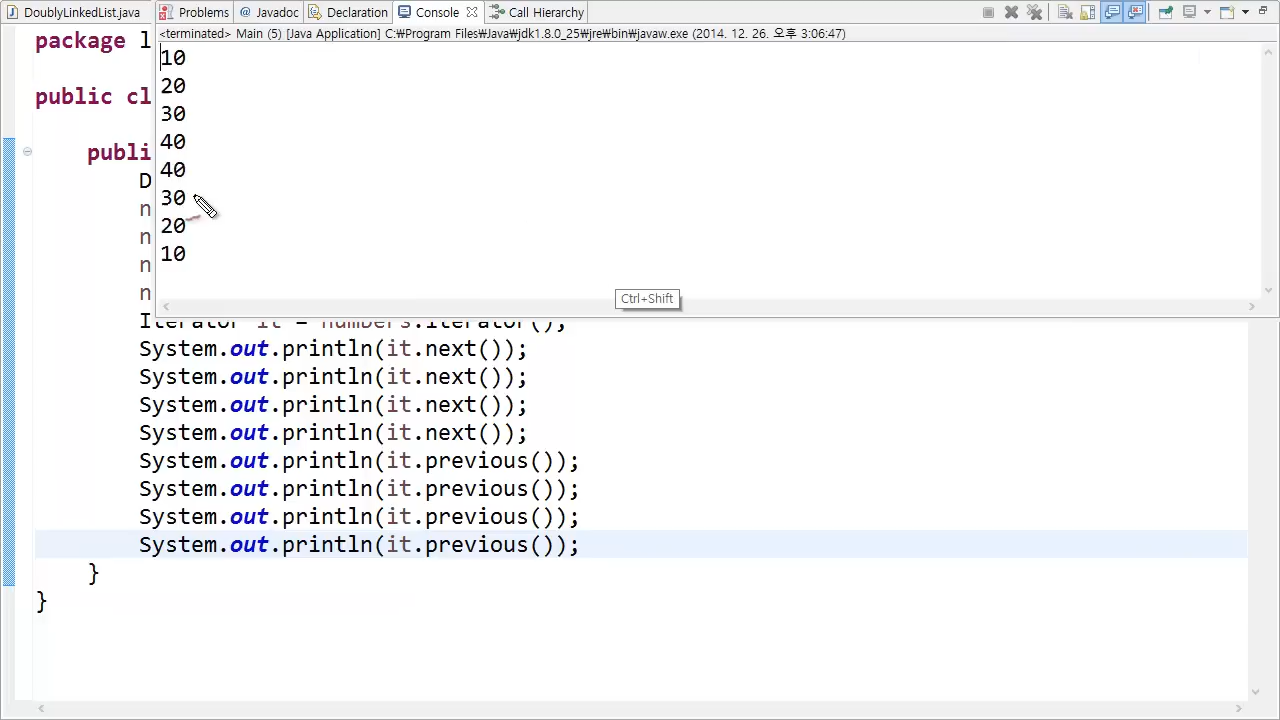 DoublyLinkedList.java Problems @ Javadoc Declaration Console Call Hierarchy
<terminated> Main (5) [Java Application] C:₩Program Files₩Java₩jdk1.8.0_25₩jre₩bin₩javaw.exe (2014. 12. 26. 오후 3:06:47)
package l
10
20
30
public cl
40
publi
40
D
30
n
20
n
10
n
n
Ctrl+Shift
Iterator it = numbers.iterator();
System.out.println(it.next());
System.out.println(it.next());
System.out.println(it.next());
System.out.println(it.next());
System.out.println(it.previous());
System.out.println(it.previous());
System.out.println(it.previous());
System.out.println(it.previous());
}
}